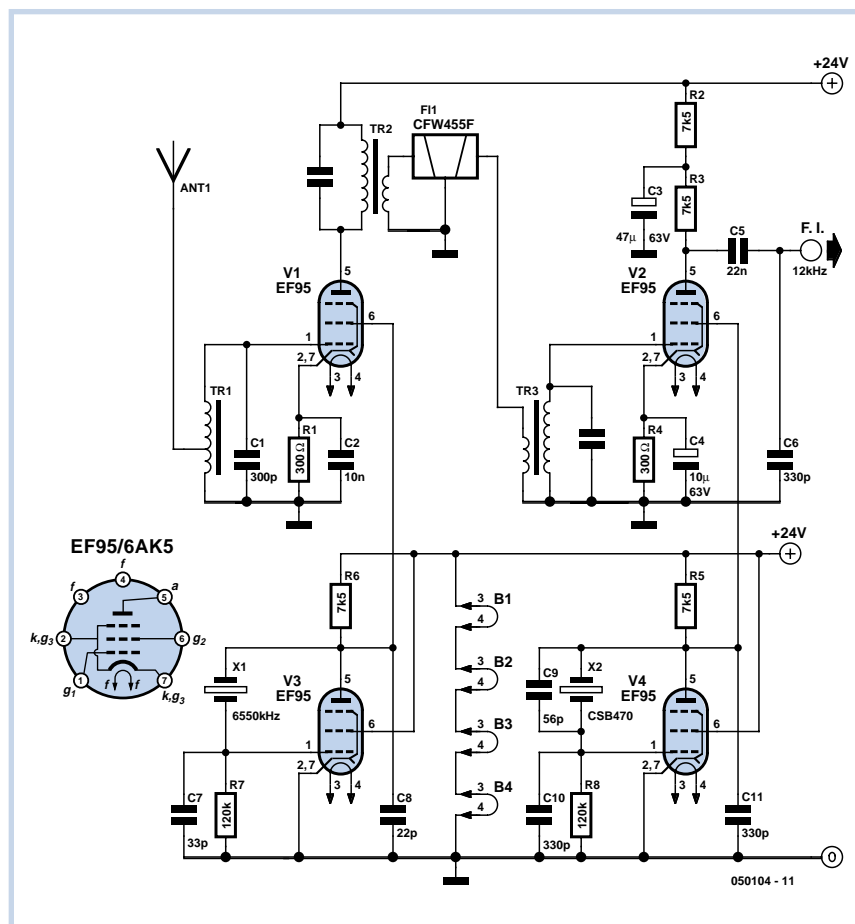 +24V
R2
7k5
TR2
Fl1
CFW455F
ANT1
C3
47µ
63V
R3
7k5
C5
22n
F. I.
12kHz
V1
EF95
5
6
1
2, 7
3
4
V2
EF95
5
6
1
2, 7
3
4
TR1
C1
300p
R1
300Ω
C2
10n
TR3
R4
300Ω
C4
10µ
63V
C6
330p
EF95/6AK5
f
4
f
3
a
5
k,g3
2
6
g2
1
g1
f
f
7
k,g3
+24V
R6
7k5
3
B1
4
3
B2
4
3
B3
4
3
B4
4
R5
7k5
X1
6550kHz
V3
EF95
5
6
1
2, 7
3
4
C9
56p
X2
CSB470
V4
EF95
5
6
1
2, 7
3
4
C7
33p
R7
120k
C8
22p
C10
330p
R8
120k
C11
330p
0
050104 - 11